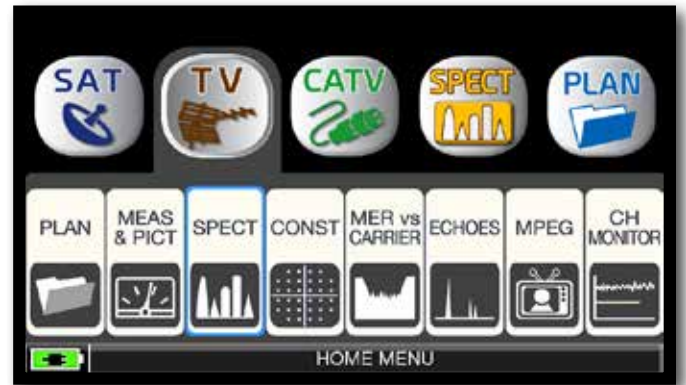 SAT
TV
CATV
SPECT
PLAN
PLAN
MEAS
& PICT
SPECT
CONST
MER vs
CARRIER
ECHOES
MPEG
CH
MONITOR
HOME MENU